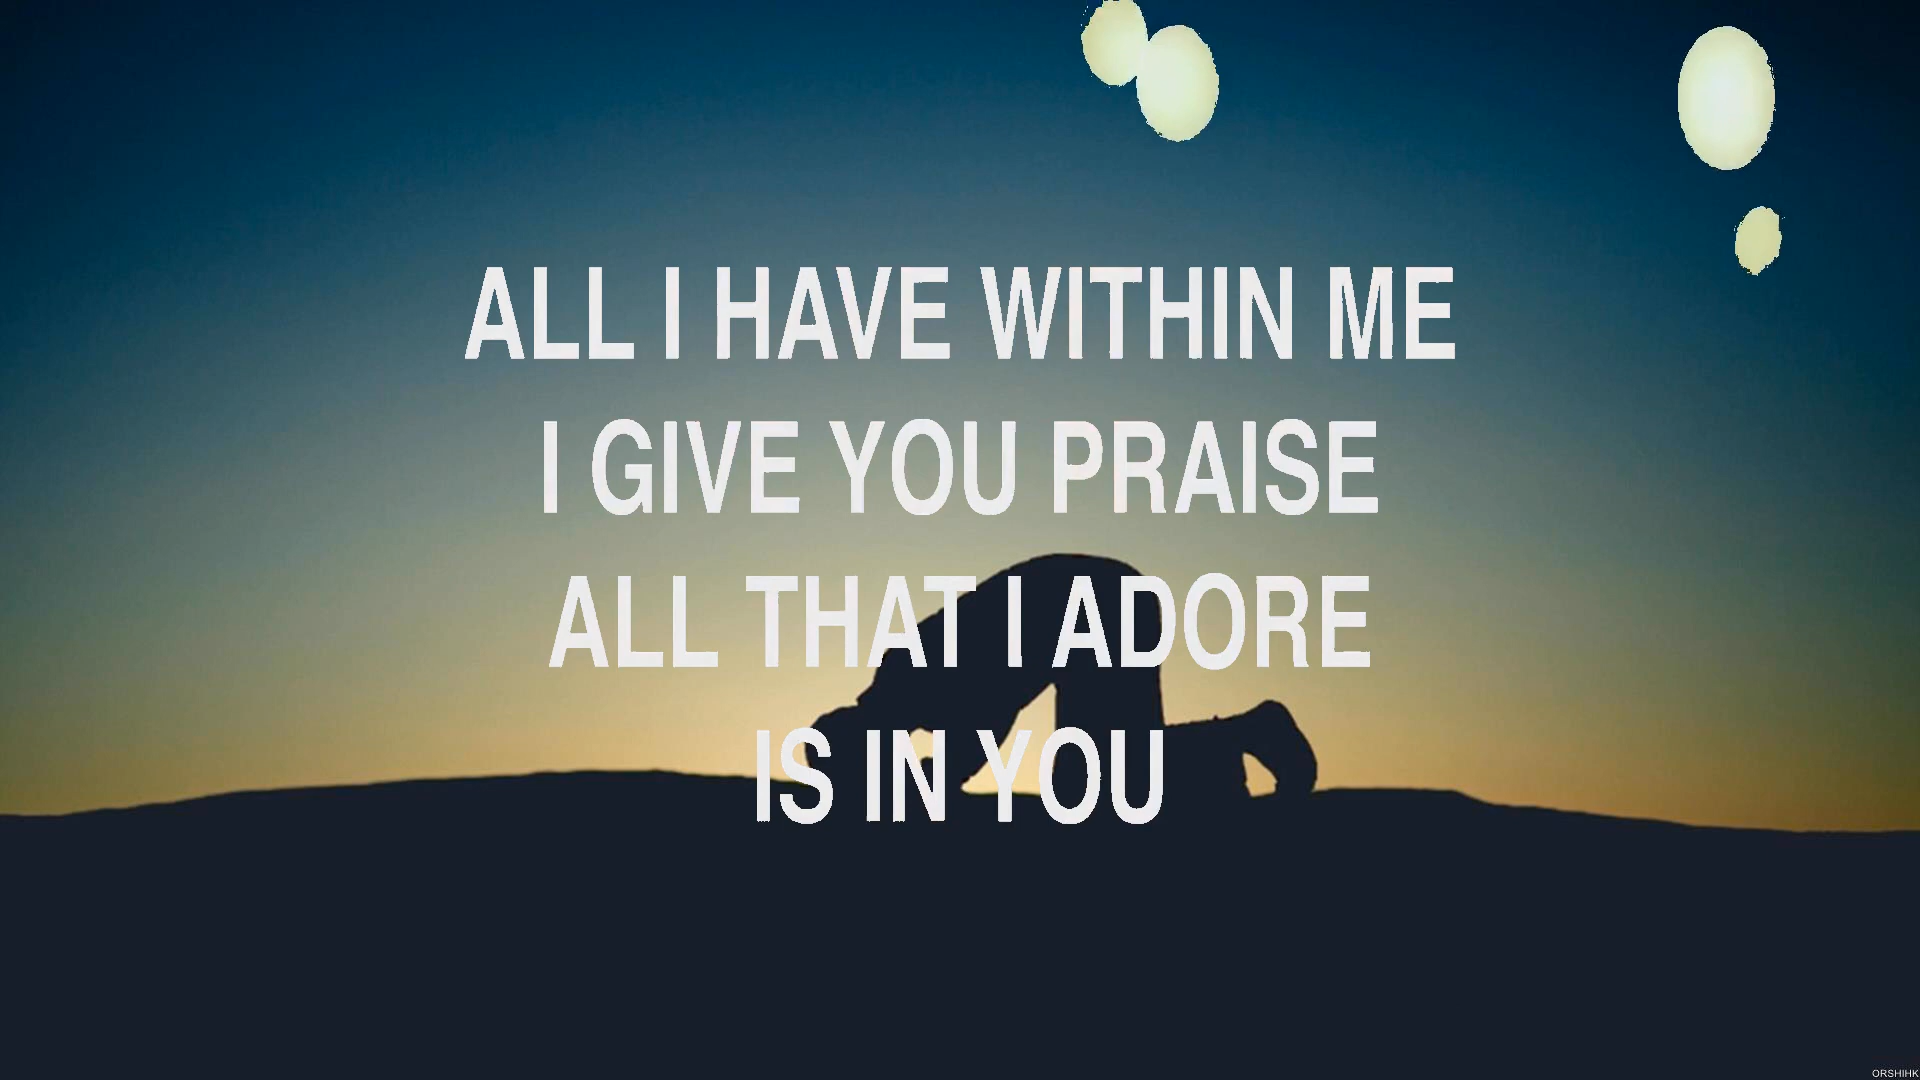 ALL I HAVE WITHIN ME
I GIVE YOU PRAISE
ALL THAT I ADORE
IS IN YOU
ORSHIHK